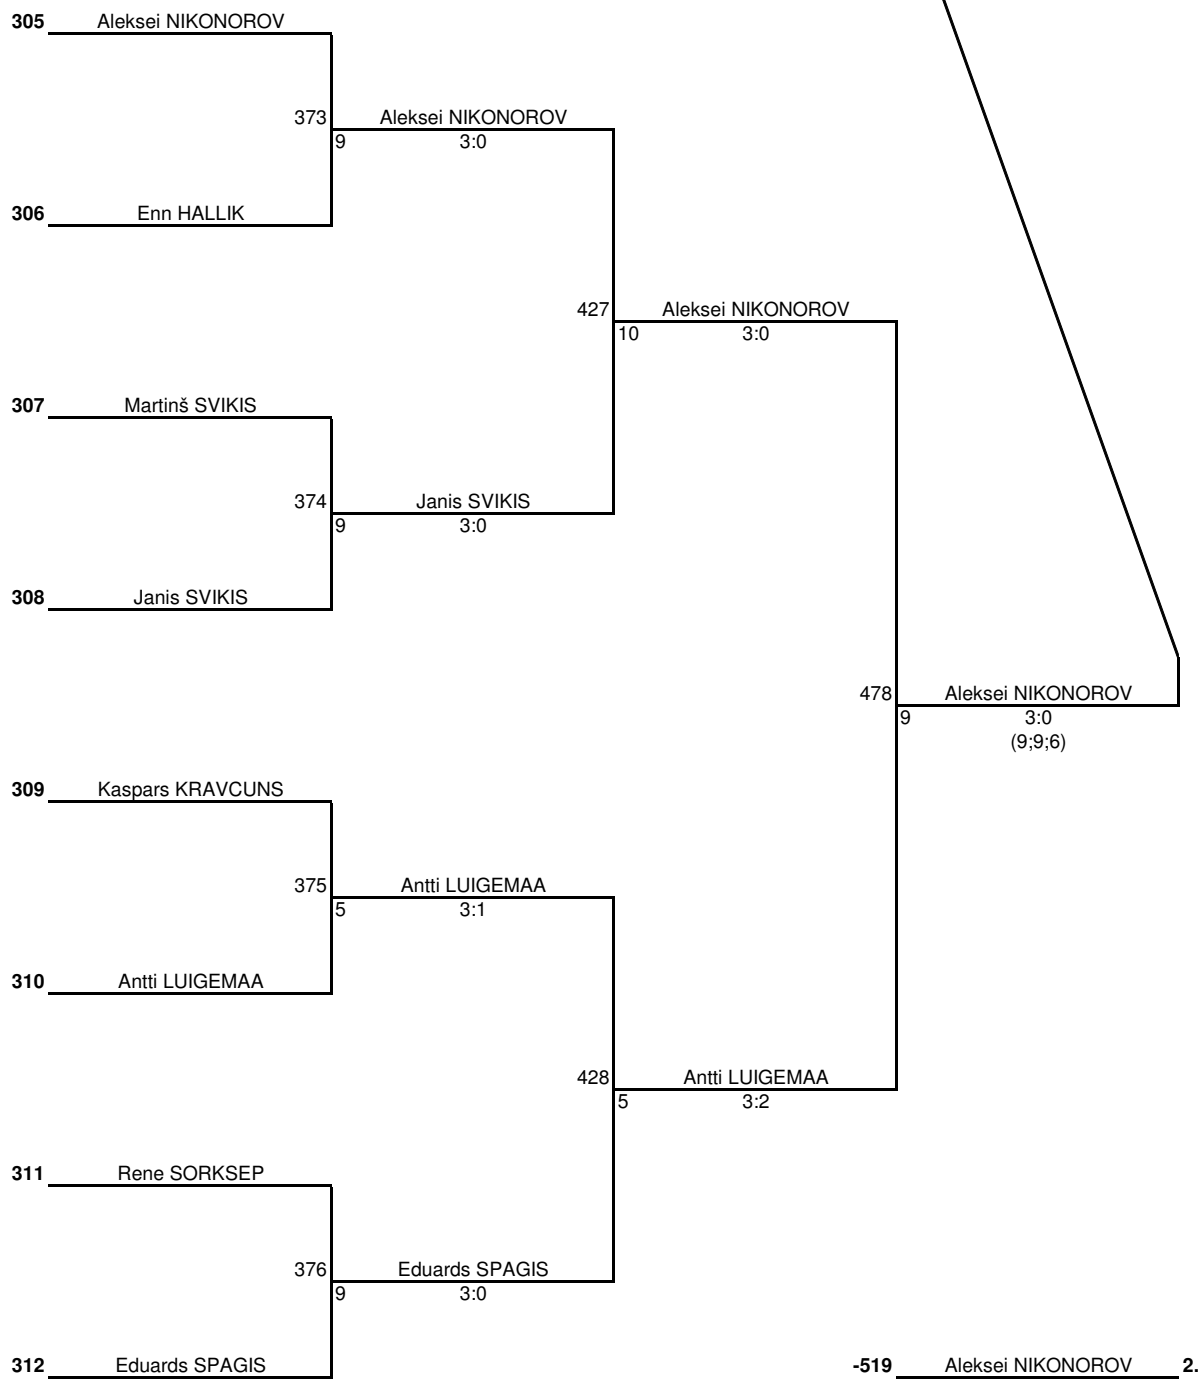 305 Aleksei NIKONOROV
373 Aleksei NIKONOROV
9 3:0
306 Enn HALLIK
427 Aleksei NIKONOROV
10 3:0
307 Martinš SVIKIS
374 Janis SVIKIS
9 3:0
308 Janis SVIKIS
478 Aleksei NIKONOROV
9 3:0
(9;9;6)
309 Kaspars KRAVCUNS
375 Antti LUIGEMAA
5 3:1
310 Antti LUIGEMAA
428 Antti LUIGEMAA
5 3:2
311 Rene SORKSEP
376 Eduards SPAGIS
9 3:0
312 Eduards SPAGIS
-519 Aleksei NIKONOROV 2.